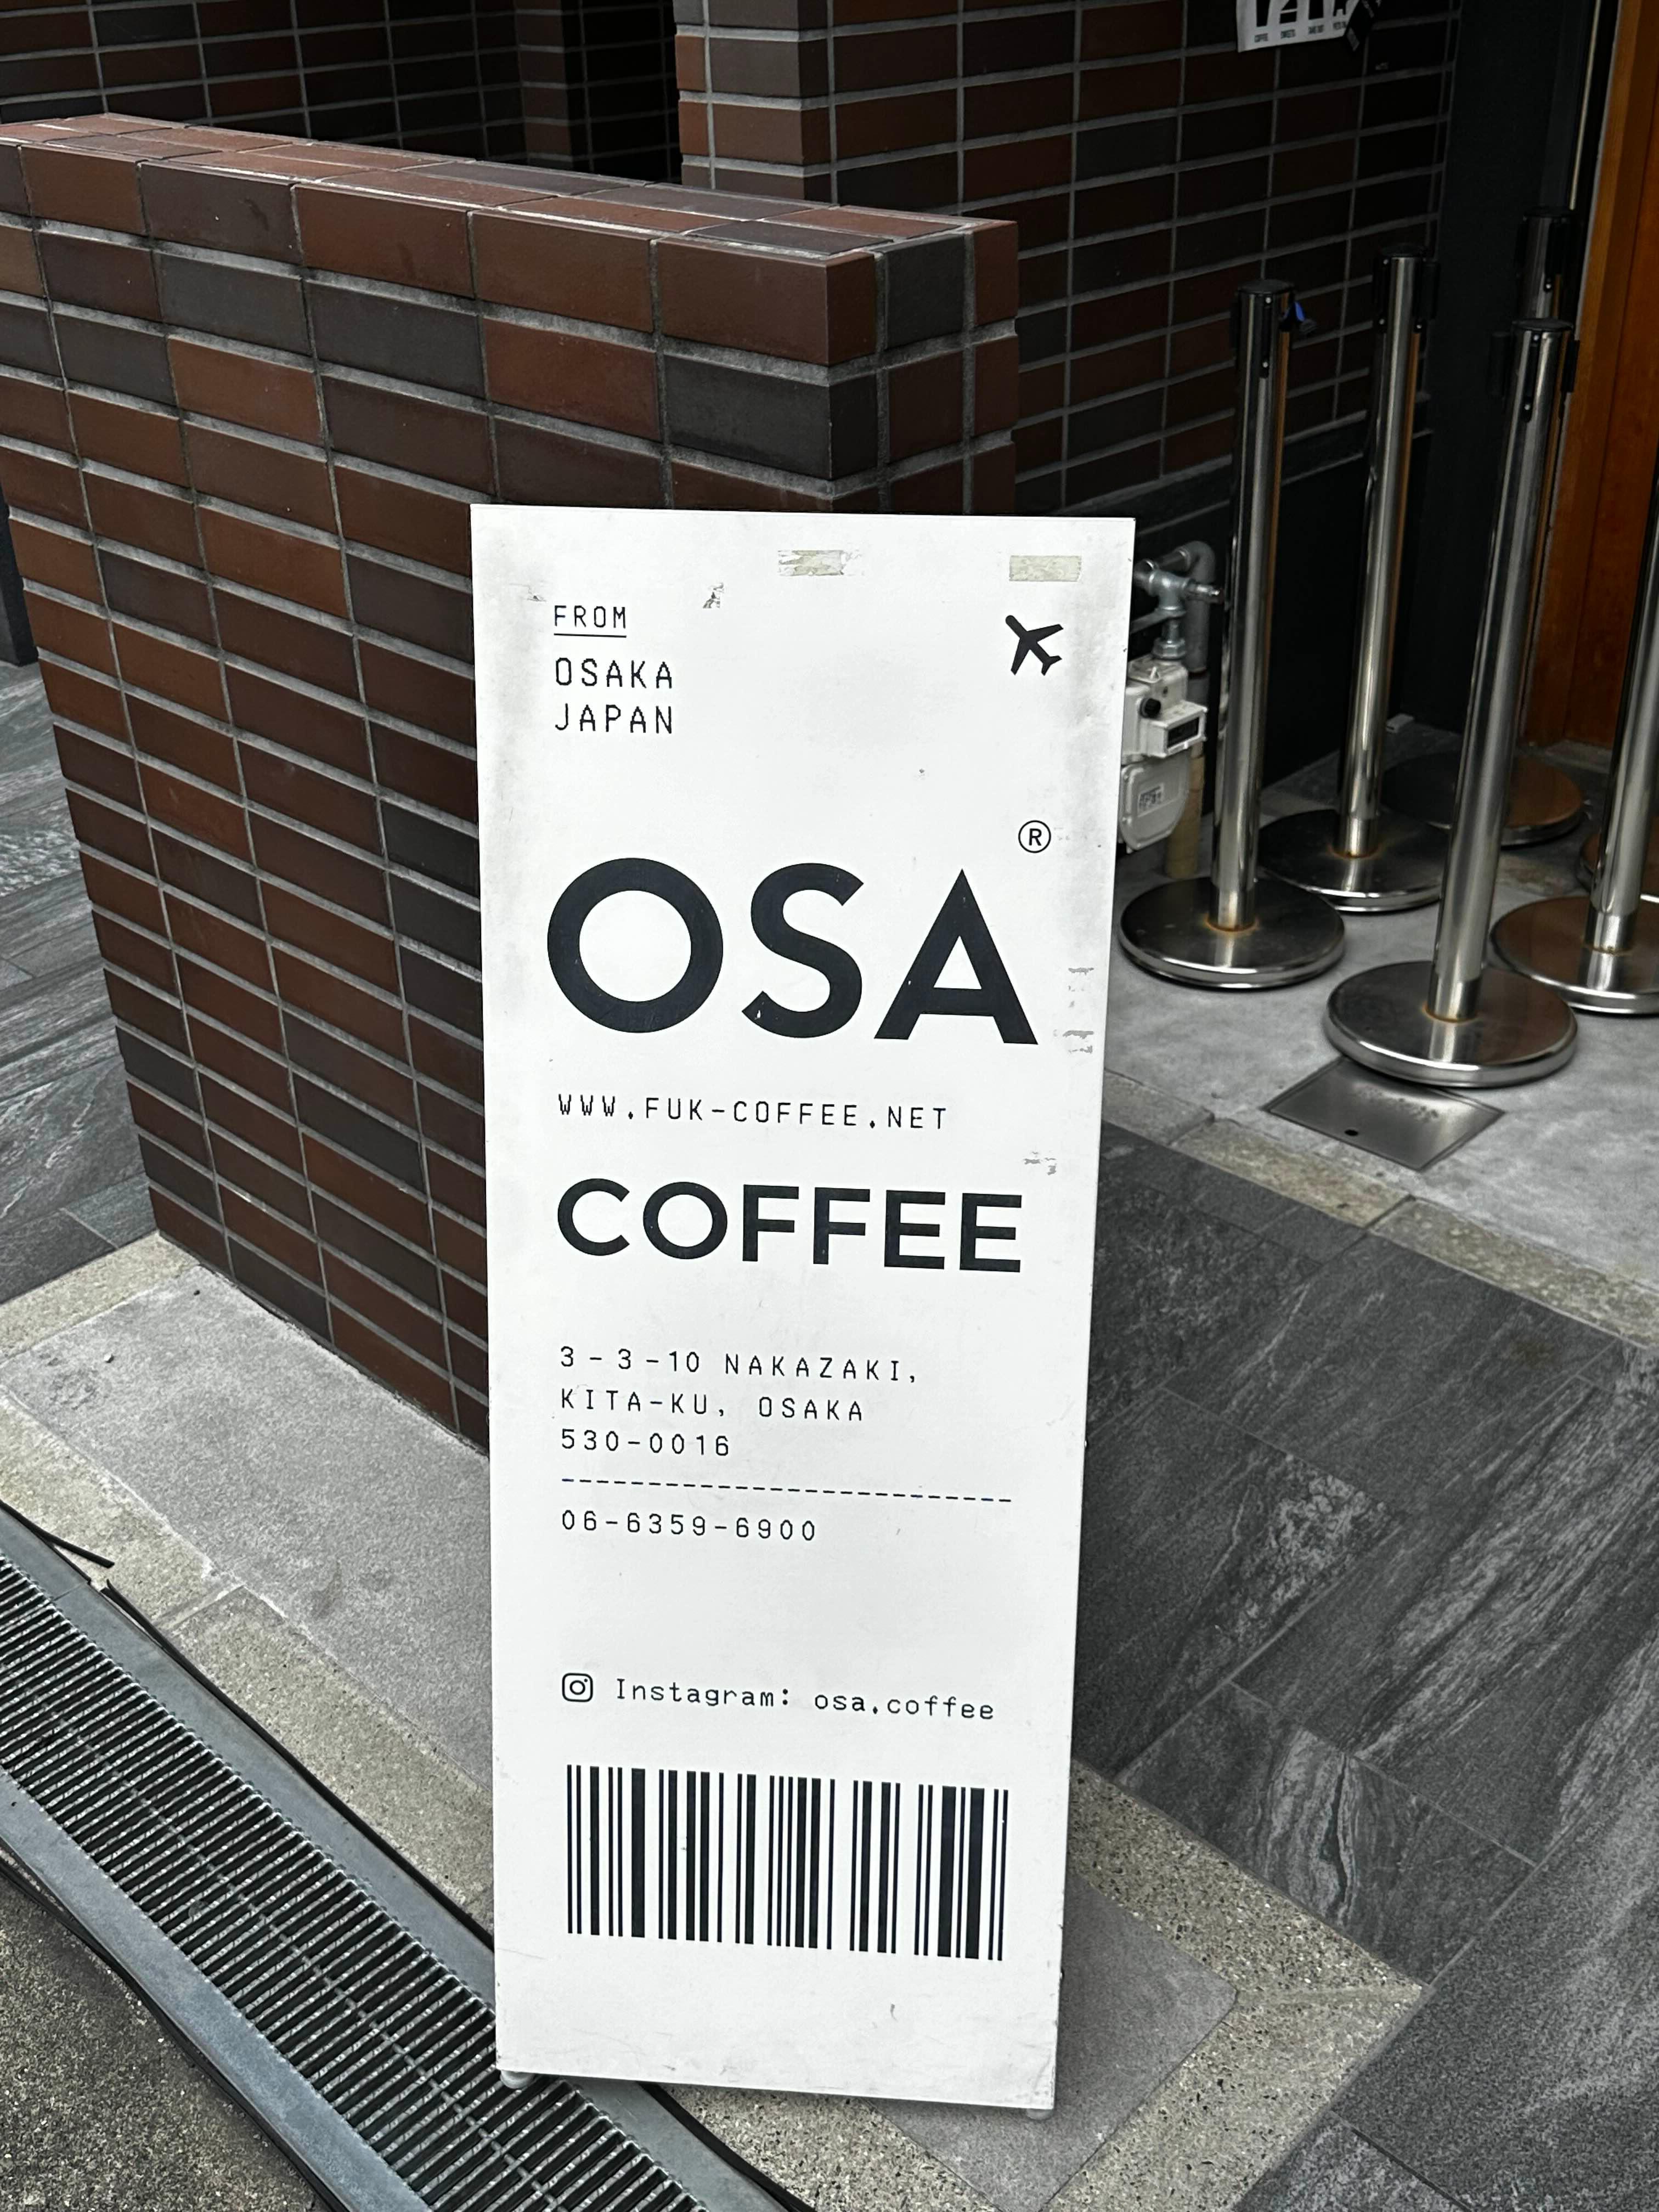 FROM
OSAKA
JAPAN
®
OSA
WWW.FUK-COFFEE.NET
COFFEE
3-3-10 NAKAZAKI,
KITA-KU, OSAKA
530-0016
06-6359-6900
Instagram: osa.coffee